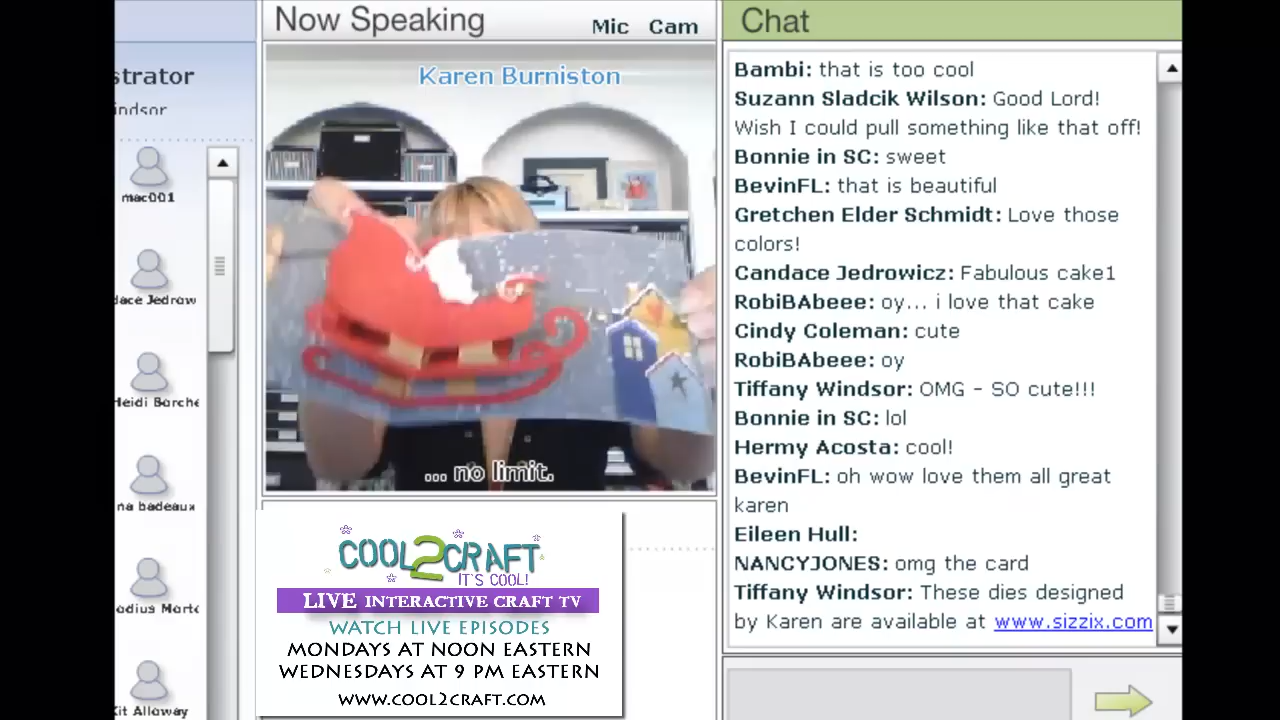 strator
indsor
mac001
dace Jedrow
Heidi Borche
na badeaux
adius Marte
Kit Alloway
Now Speaking
Mic Cam
Karen Burniston
... no limit.
COOL2CRAFT
IT'S COOL!
LIVE INTERACTIVE CRAFT TV
WATCH LIVE EPISODES
MONDAYS AT NOON EASTERN
WEDNESDAYS AT 9 PM EASTERN
WWW.COOL2CRAFT.COM
Chat
Bambi: that is too cool
Suzann Sladcik Wilson: Good Lord!
Wish I could pull something like that off!
Bonnie in SC: sweet
BevinFL: that is beautiful
Gretchen Elder Schmidt: Love those
colors!
Candace Jedrowicz: Fabulous cake1
RobiBAbeee: oy... i love that cake
Cindy Coleman: cute
RobiBAbeee: oy
Tiffany Windsor: OMG - SO cute!!!
Bonnie in SC: lol
Hermy Acosta: cool!
BevinFL: oh wow love them all great
karen
Eileen Hull:
NANCYJONES: omg the card
Tiffany Windsor: These dies designed
by Karen are available at www.sizzix.com